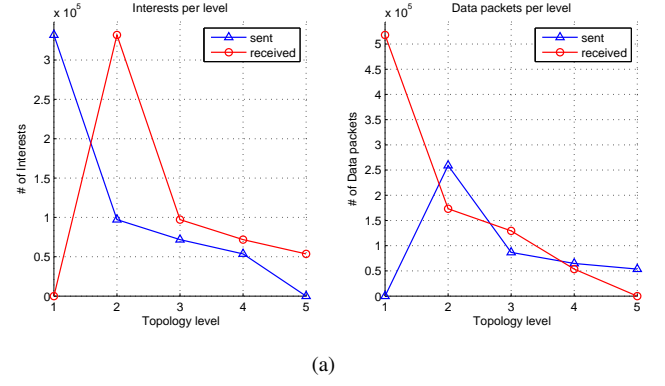 Interests per level
x 10^5
sent
received
3.5
3
2.5
2
1.5
1
0.5
0
# of Interests
1 2 3 4 5
Topology level
Data packets per level
x 10^5
sent
received
5
4.5
4
3.5
3
2.5
2
1.5
1
0.5
0
# of Data packets
1 2 3 4 5
Topology level
(a)